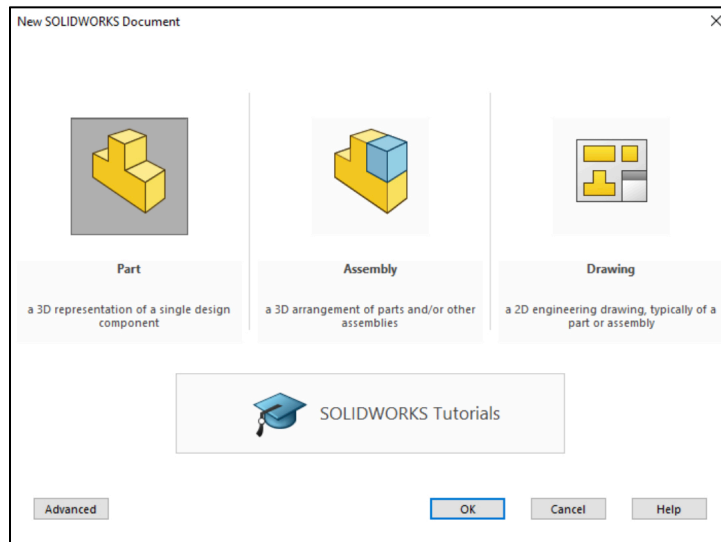 New SOLIDWORKS Document
Part
a 3D representation of a single design
component
Assembly
a 3D arrangement of parts and/or other
assemblies
Drawing
a 2D engineering drawing, typically of a
part or assembly
SOLIDWORKS Tutorials
Advanced
OK
Cancel
Help